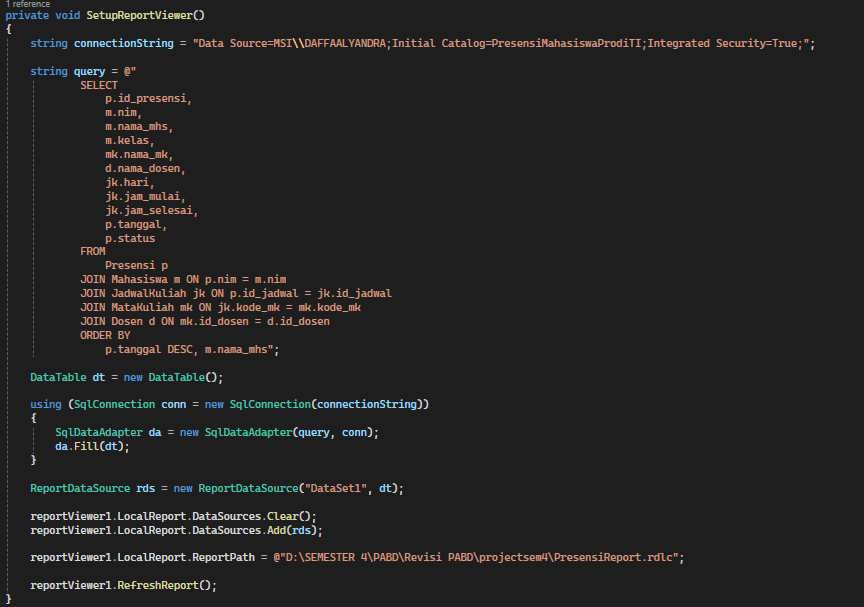 1 reference
private void SetupReportViewer()
{
string connectionString = "Data Source=MSI\\DAFFAALYANDRA;Initial Catalog=PresensiMahasiswaProdiTI;Integrated Security=True;";
string query = @"
SELECT
p.id_presensi,
m.nim,
m.nama_mhs,
m.kelas,
mk.nama_mk,
d.nama_dosen,
jk.hari,
jk.jam_mulai,
jk.jam_selesai,
p.tanggal,
p.status
FROM
Presensi p
JOIN Mahasiswa m ON p.nim = m.nim
JOIN JadwalKuliah jk ON p.id_jadwal = jk.id_jadwal
JOIN MataKuliah mk ON jk.kode_mk = mk.kode_mk
JOIN Dosen d ON mk.id_dosen = d.id_dosen
ORDER BY
p.tanggal DESC, m.nama_mhs";
DataTable dt = new DataTable();
using (SqlConnection conn = new SqlConnection(connectionString))
{
SqlDataAdapter da = new SqlDataAdapter(query, conn);
da.Fill(dt);
}
ReportDataSource rds = new ReportDataSource("DataSet1", dt);
reportViewer1.LocalReport.DataSources.Clear();
reportViewer1.LocalReport.DataSources.Add(rds);
reportViewer1.LocalReport.ReportPath = @"D:\SEMESTER 4\PABD\Revisi PABD\projectsem4\PresensiReport.rdlc";
reportViewer1.RefreshReport();
}